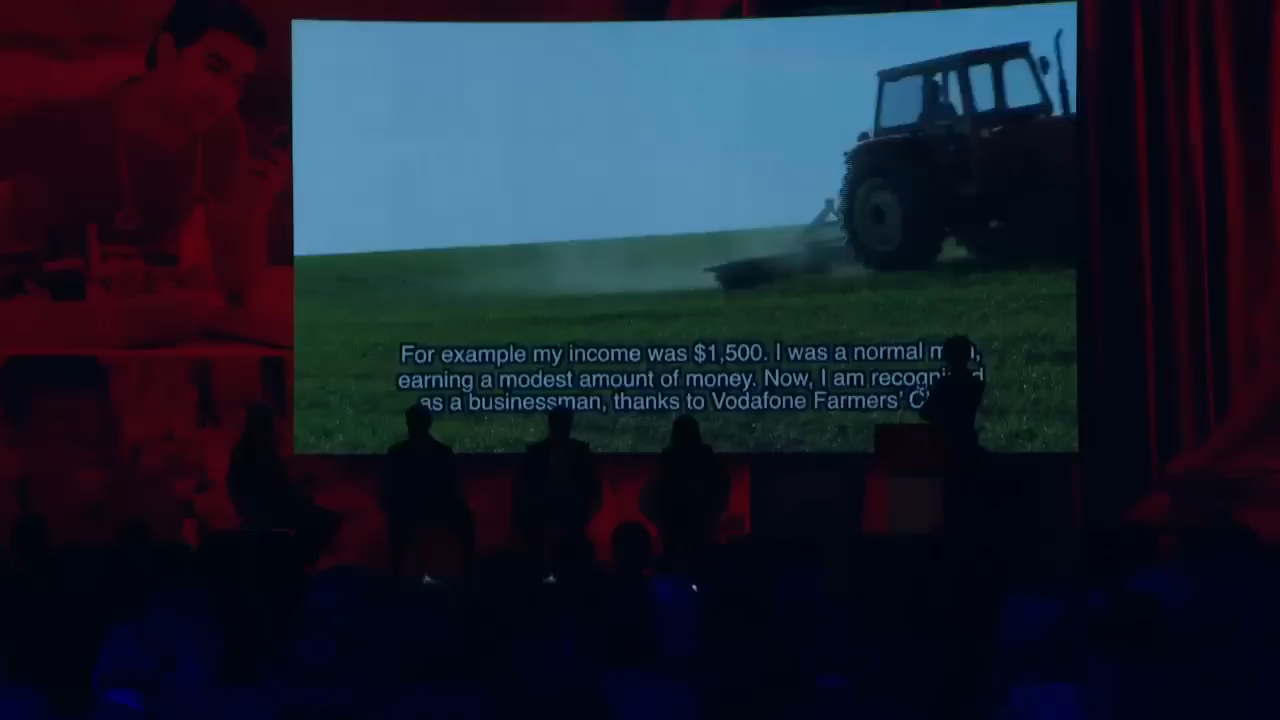 For example my income was $1,500. I was a normal
earning a modest amount of money. Now, I am
as a businessman, thanks to Vodafone Farmers'